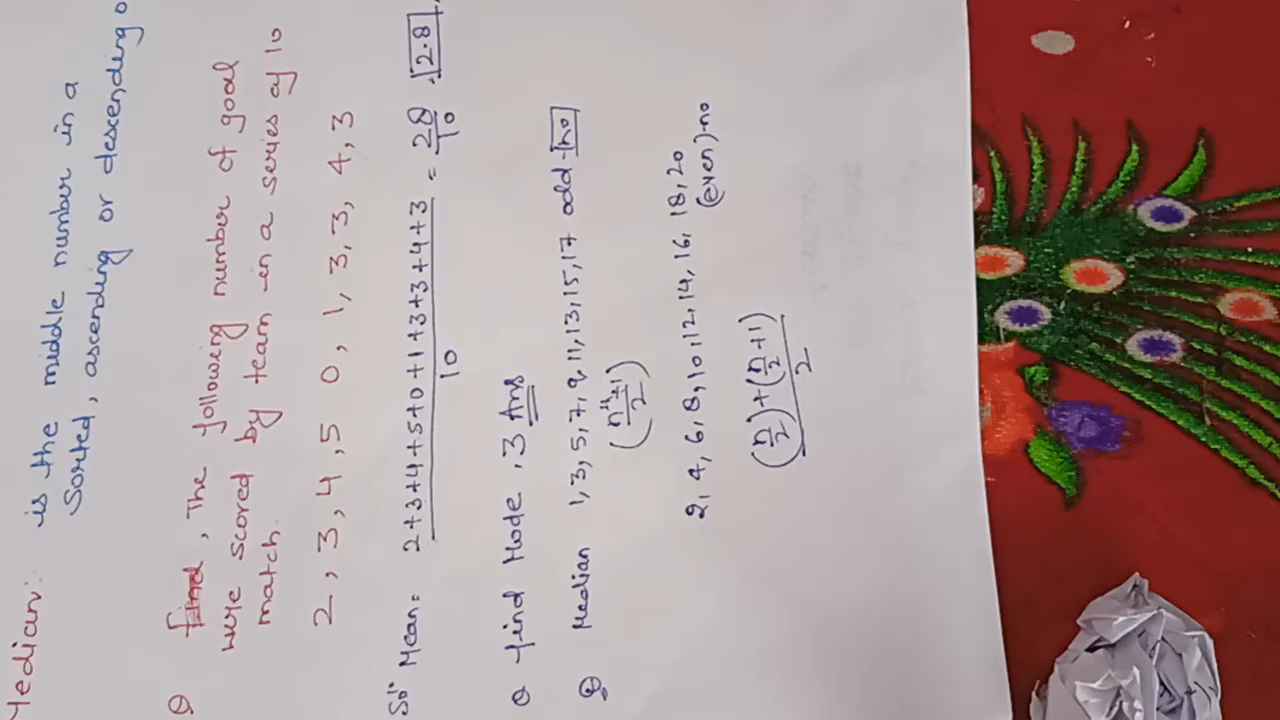 Median: is the middle number in a
Sorted, ascending or descending
Q , The following number of goal
were scored by team in a series of 10
match.
2, 3, 4, 5 0, 1, 3, 3, 4, 3
Solⁿ Mean = 2+3+4+5+0+1+3+3+4+3 / 10 = 28/10 . 2.8
Q find Mode . 3 Ans
Q Median 1, 3, 5, 7, 9, 11, 13, 15, 17 odd-no
(n+1/2)
2, 4, 6, 8, 10, 12, 14, 16, 18, 20
(even)-no
(n/2)+(n/2+1) / 2